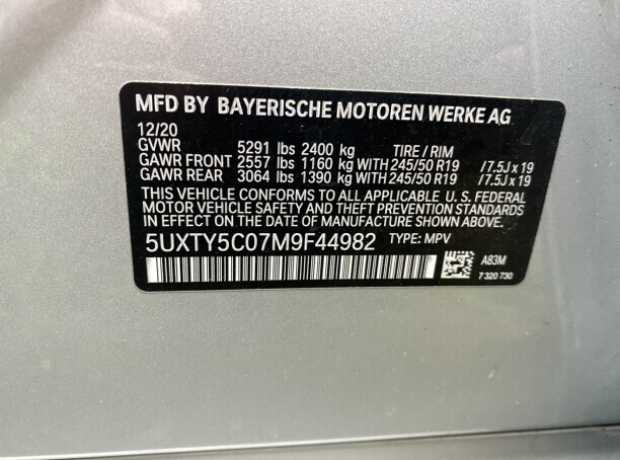 MFD BY BAYERISCHE MOTOREN WERKE AG
12/20
GVWR 5291 lbs 2400 kg TIRE / RIM
GAWR FRONT 2557 lbs 1160 kg WITH 245/50 R19 /7.5J x 19
GAWR REAR 3064 lbs 1390 kg WITH 245/50 R19 /7.5J x 19
THIS VEHICLE CONFORMS TO ALL APPLICABLE U. S. FEDERAL
MOTOR VEHICLE SAFETY AND THEFT PREVENTION STANDARDS
IN EFFECT ON THE DATE OF MANUFACTURE SHOWN ABOVE.
5UXTY5C07M9F44982 TYPE: MPV
A83M
7 320 730